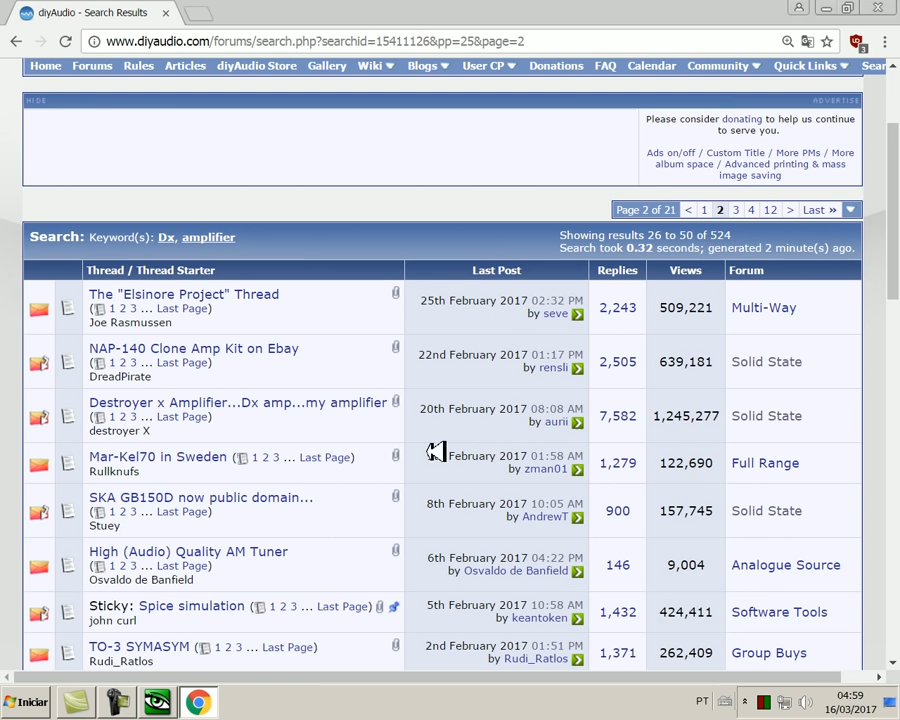 diyAudio - Search Results
www.diyaudio.com/forums/search.php?searchid=15411126&pp=25&page=2
3
Home Forums Rules Articles diyAudio Store Gallery Wiki Blogs User CP Donations FAQ Calendar Community Quick Links Sear
HIDE ADVERTISE
Please consider donating to help us continue
to serve you.
Ads on/off / Custom Title / More PMs / More
album space / Advanced printing & mass
image saving
Page 2 of 21 < 1 2 3 4 12 > Last »
Search: Keyword(s): Dx, amplifier
Showing results 26 to 50 of 524
Search took 0.32 seconds; generated 2 minute(s) ago.
Thread / Thread Starter Last Post Replies Views Forum
The "Elsinore Project" Thread
( 1 2 3 ... Last Page)
Joe Rasmussen
25th February 2017 02:32 PM
by seve
2,243 509,221 Multi-Way
NAP-140 Clone Amp Kit on Ebay
( 1 2 3 ... Last Page)
DreadPirate
22nd February 2017 01:17 PM
by rensli
2,505 639,181 Solid State
Destroyer x Amplifier...Dx amp...my amplifier
( 1 2 3 ... Last Page)
destroyer X
20th February 2017 08:08 AM
by aurii
7,582 1,245,277 Solid State
Mar-Kel70 in Sweden ( 1 2 3 ... Last Page)
Rullknufs
February 2017 01:58 AM
by zman01
1,279 122,690 Full Range
SKA GB150D now public domain...
( 1 2 3 ... Last Page)
Stuey
8th February 2017 10:05 AM
by AndrewT
900 157,745 Solid State
High (Audio) Quality AM Tuner
( 1 2 3 ... Last Page)
Osvaldo de Banfield
6th February 2017 04:22 PM
by Osvaldo de Banfield
146 9,004 Analogue Source
Sticky: Spice simulation ( 1 2 3 ... Last Page)
john curl
5th February 2017 10:58 AM
by keantoken
1,432 424,411 Software Tools
TO-3 SYMASYM ( 1 2 3 ... Last Page)
Rudi_Ratlos
2nd February 2017 01:51 PM
by Rudi_Ratlos
1,371 262,409 Group Buys
Iniciar
PT
04:59
16/03/2017